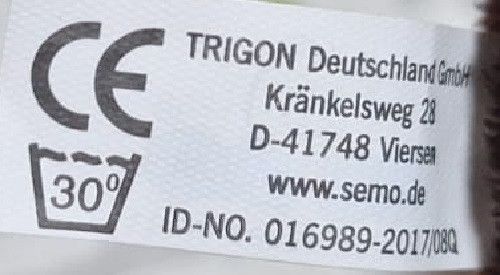 CE
TRIGON Deutschland GmbH
Kränkelsweg 28
D-41748 Viersen
30°
www.semo.de
ID-NO. 016989-2017/08Q